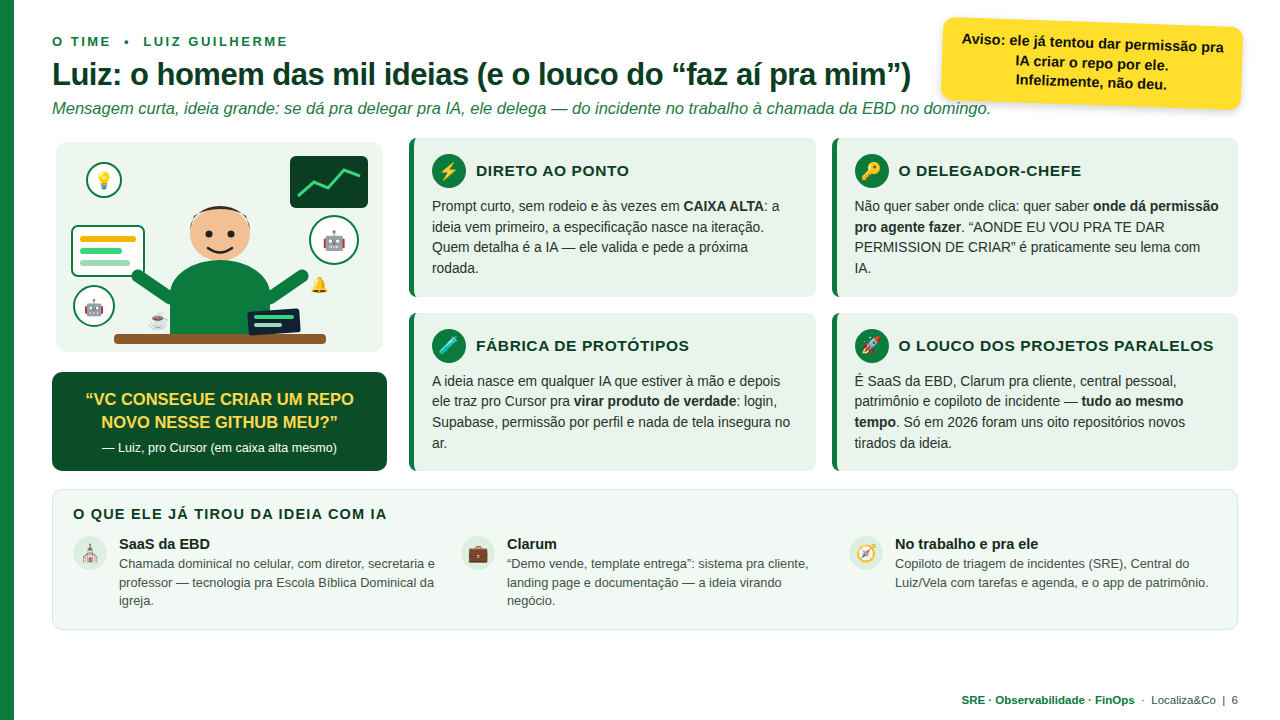 O TIME • LUIZ GUILHERME
Luiz: o homem das mil ideias (e o louco do “faz aí pra mim”)
Mensagem curta, ideia grande: se dá pra delegar pra IA, ele delega — do incidente no trabalho à chamada da EBD no domingo.
Aviso: ele já tentou dar permissão pra
IA criar o repo por ele.
Infelizmente, não deu.
“VC CONSEGUE CRIAR UM REPO
NOVO NESSE GITHUB MEU?”
— Luiz, pro Cursor (em caixa alta mesmo)
DIRETO AO PONTO
Prompt curto, sem rodeio e às vezes em CAIXA ALTA: a
ideia vem primeiro, a especificação nasce na iteração.
Quem detalha é a IA — ele valida e pede a próxima
rodada.
O DELEGADOR-CHEFE
Não quer saber onde clica: quer saber onde dá permissão
pro agente fazer. “AONDE EU VOU PRA TE DAR
PERMISSION DE CRIAR” é praticamente seu lema com
IA.
FÁBRICA DE PROTÓTIPOS
A ideia nasce em qualquer IA que estiver à mão e depois
ele traz pro Cursor pra virar produto de verdade: login,
Supabase, permissão por perfil e nada de tela insegura no
ar.
O LOUCO DOS PROJETOS PARALELOS
É SaaS da EBD, Clarum pra cliente, central pessoal,
patrimônio e copiloto de incidente — tudo ao mesmo
tempo. Só em 2026 foram uns oito repositórios novos
tirados da ideia.
O QUE ELE JÁ TIROU DA IDEIA COM IA
SaaS da EBD
Chamada dominical no celular, com diretor, secretaria e
professor — tecnologia pra Escola Bíblica Dominical da
igreja.
Clarum
“Demo vende, template entrega”: sistema pra cliente,
landing page e documentação — a ideia virando
negócio.
No trabalho e pra ele
Copiloto de triagem de incidentes (SRE), Central do
Luiz/Vela com tarefas e agenda, e o app de patrimônio.
SRE · Observabilidade · FinOps · Localiza&Co | 6